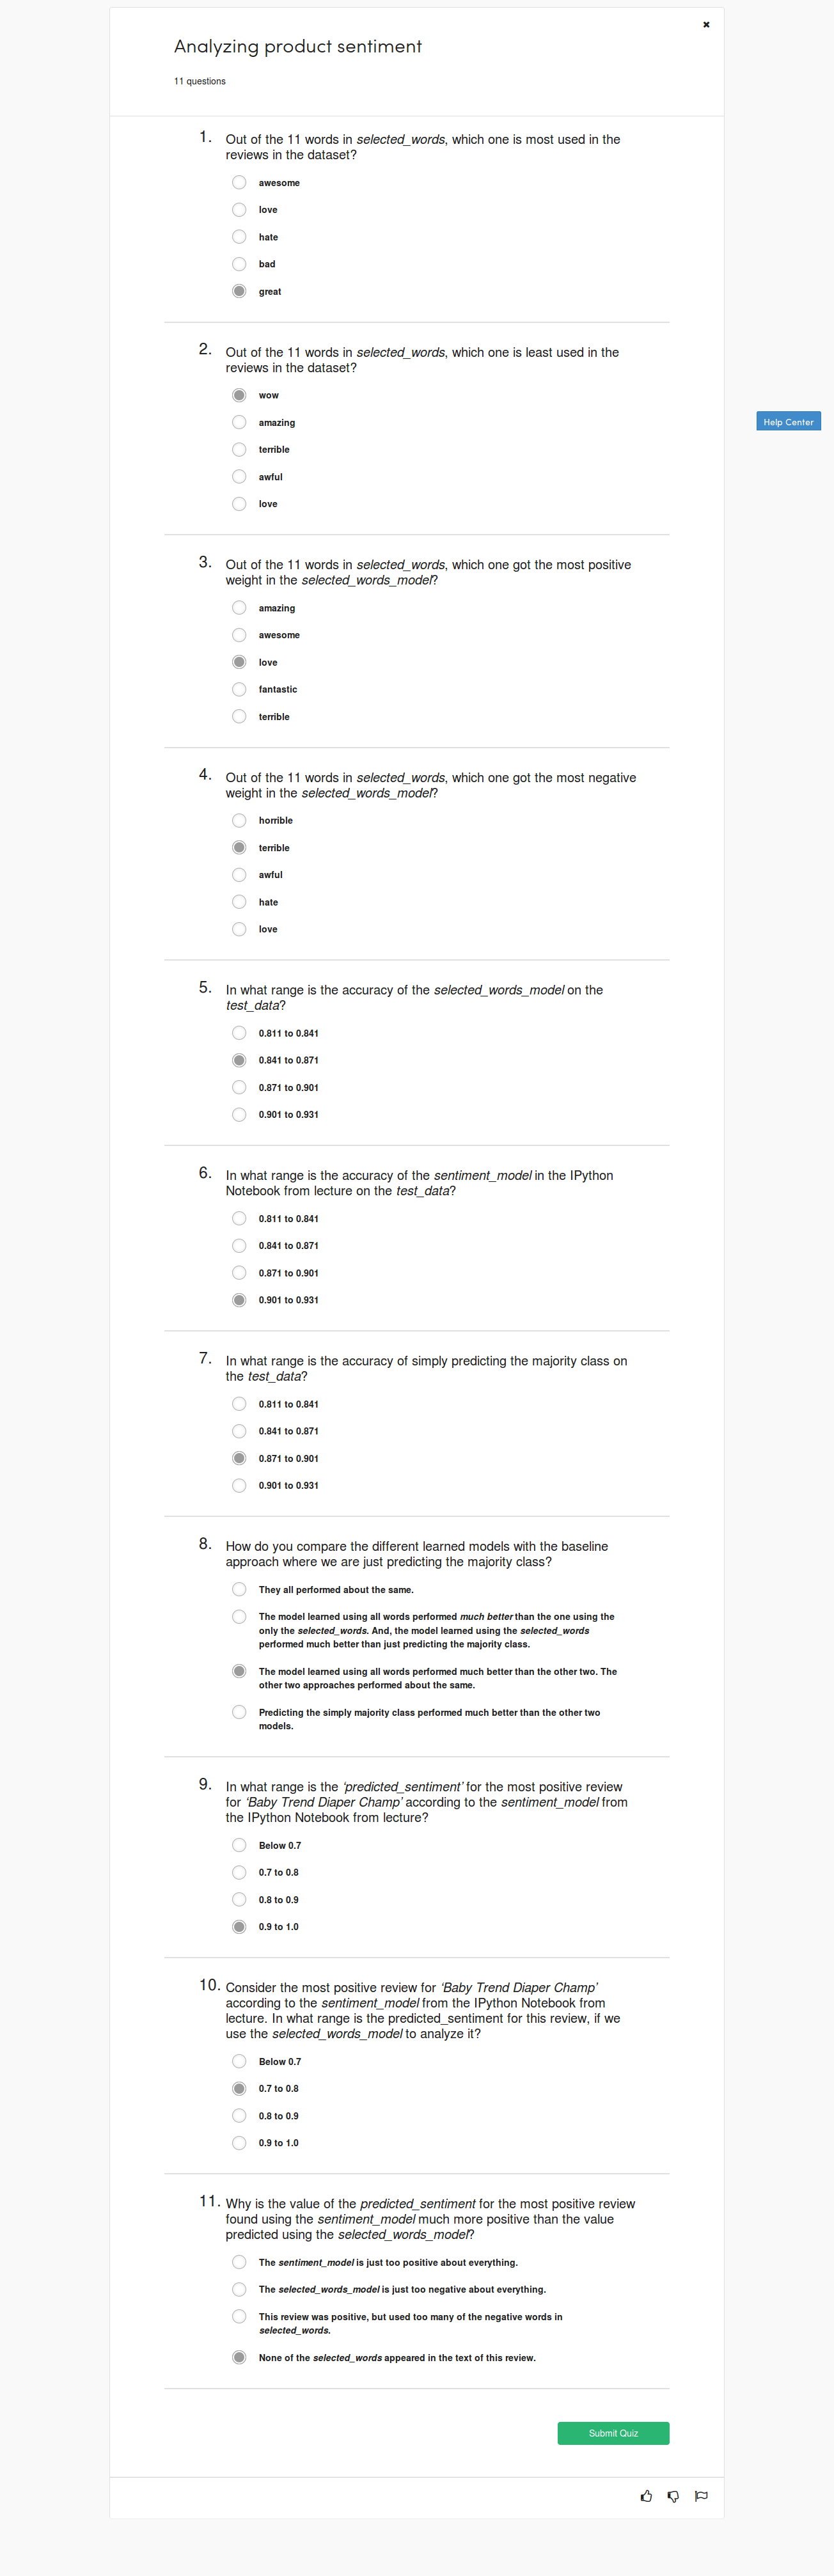 ✖
Analyzing product sentiment
11 questions
1.
Out of the 11 words in selected_words, which one is most used in the
reviews in the dataset?
awesome
love
hate
bad
great
2.
Out of the 11 words in selected_words, which one is least used in the
reviews in the dataset?
wow
amazing
terrible
awful
love
Help Center
3.
Out of the 11 words in selected_words, which one got the most positive
weight in the selected_words_model?
amazing
awesome
love
fantastic
terrible
4.
Out of the 11 words in selected_words, which one got the most negative
weight in the selected_words_model?
horrible
terrible
awful
hate
love
5.
In what range is the accuracy of the selected_words_model on the
test_data?
0.811 to 0.841
0.841 to 0.871
0.871 to 0.901
0.901 to 0.931
6.
In what range is the accuracy of the sentiment_model in the IPython
Notebook from lecture on the test_data?
0.811 to 0.841
0.841 to 0.871
0.871 to 0.901
0.901 to 0.931
7.
In what range is the accuracy of simply predicting the majority class on
the test_data?
0.811 to 0.841
0.841 to 0.871
0.871 to 0.901
0.901 to 0.931
8.
How do you compare the different learned models with the baseline
approach where we are just predicting the majority class?
They all performed about the same.
The model learned using all words performed much better than the one using the
only the selected_words. And, the model learned using the selected_words
performed much better than just predicting the majority class.
The model learned using all words performed much better than the other two. The
other two approaches performed about the same.
Predicting the simply majority class performed much better than the other two
models.
9.
In what range is the ‘predicted_sentiment’ for the most positive review
for ‘Baby Trend Diaper Champ’ according to the sentiment_model from
the IPython Notebook from lecture?
Below 0.7
0.7 to 0.8
0.8 to 0.9
0.9 to 1.0
10.
Consider the most positive review for ‘Baby Trend Diaper Champ’
according to the sentiment_model from the IPython Notebook from
lecture. In what range is the predicted_sentiment for this review, if we
use the selected_words_model to analyze it?
Below 0.7
0.7 to 0.8
0.8 to 0.9
0.9 to 1.0
11.
Why is the value of the predicted_sentiment for the most positive review
found using the sentiment_model much more positive than the value
predicted using the selected_words_model?
The sentiment_model is just too positive about everything.
The selected_words_model is just too negative about everything.
This review was positive, but used too many of the negative words in
selected_words.
None of the selected_words appeared in the text of this review.
Submit Quiz